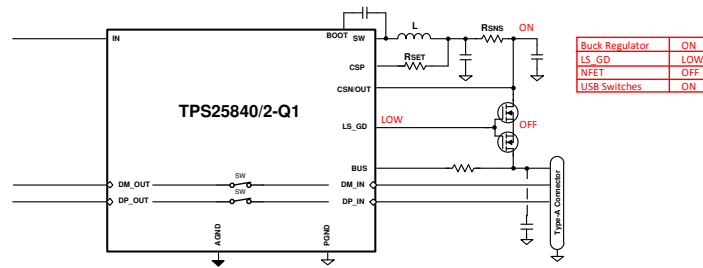 BOOT
SW
L
RSNS
ON
IN
CSP
RSET
CSN/OUT
TPS25840/2-Q1
LS_GD
LOW
OFF
BUS
SW
DM_OUT
DM_IN
SW
DP_OUT
DP_IN
AGND
PGND
Type-A Connector
Buck Regulator ON
LS_GD LOW
NFET OFF
USB Switches ON